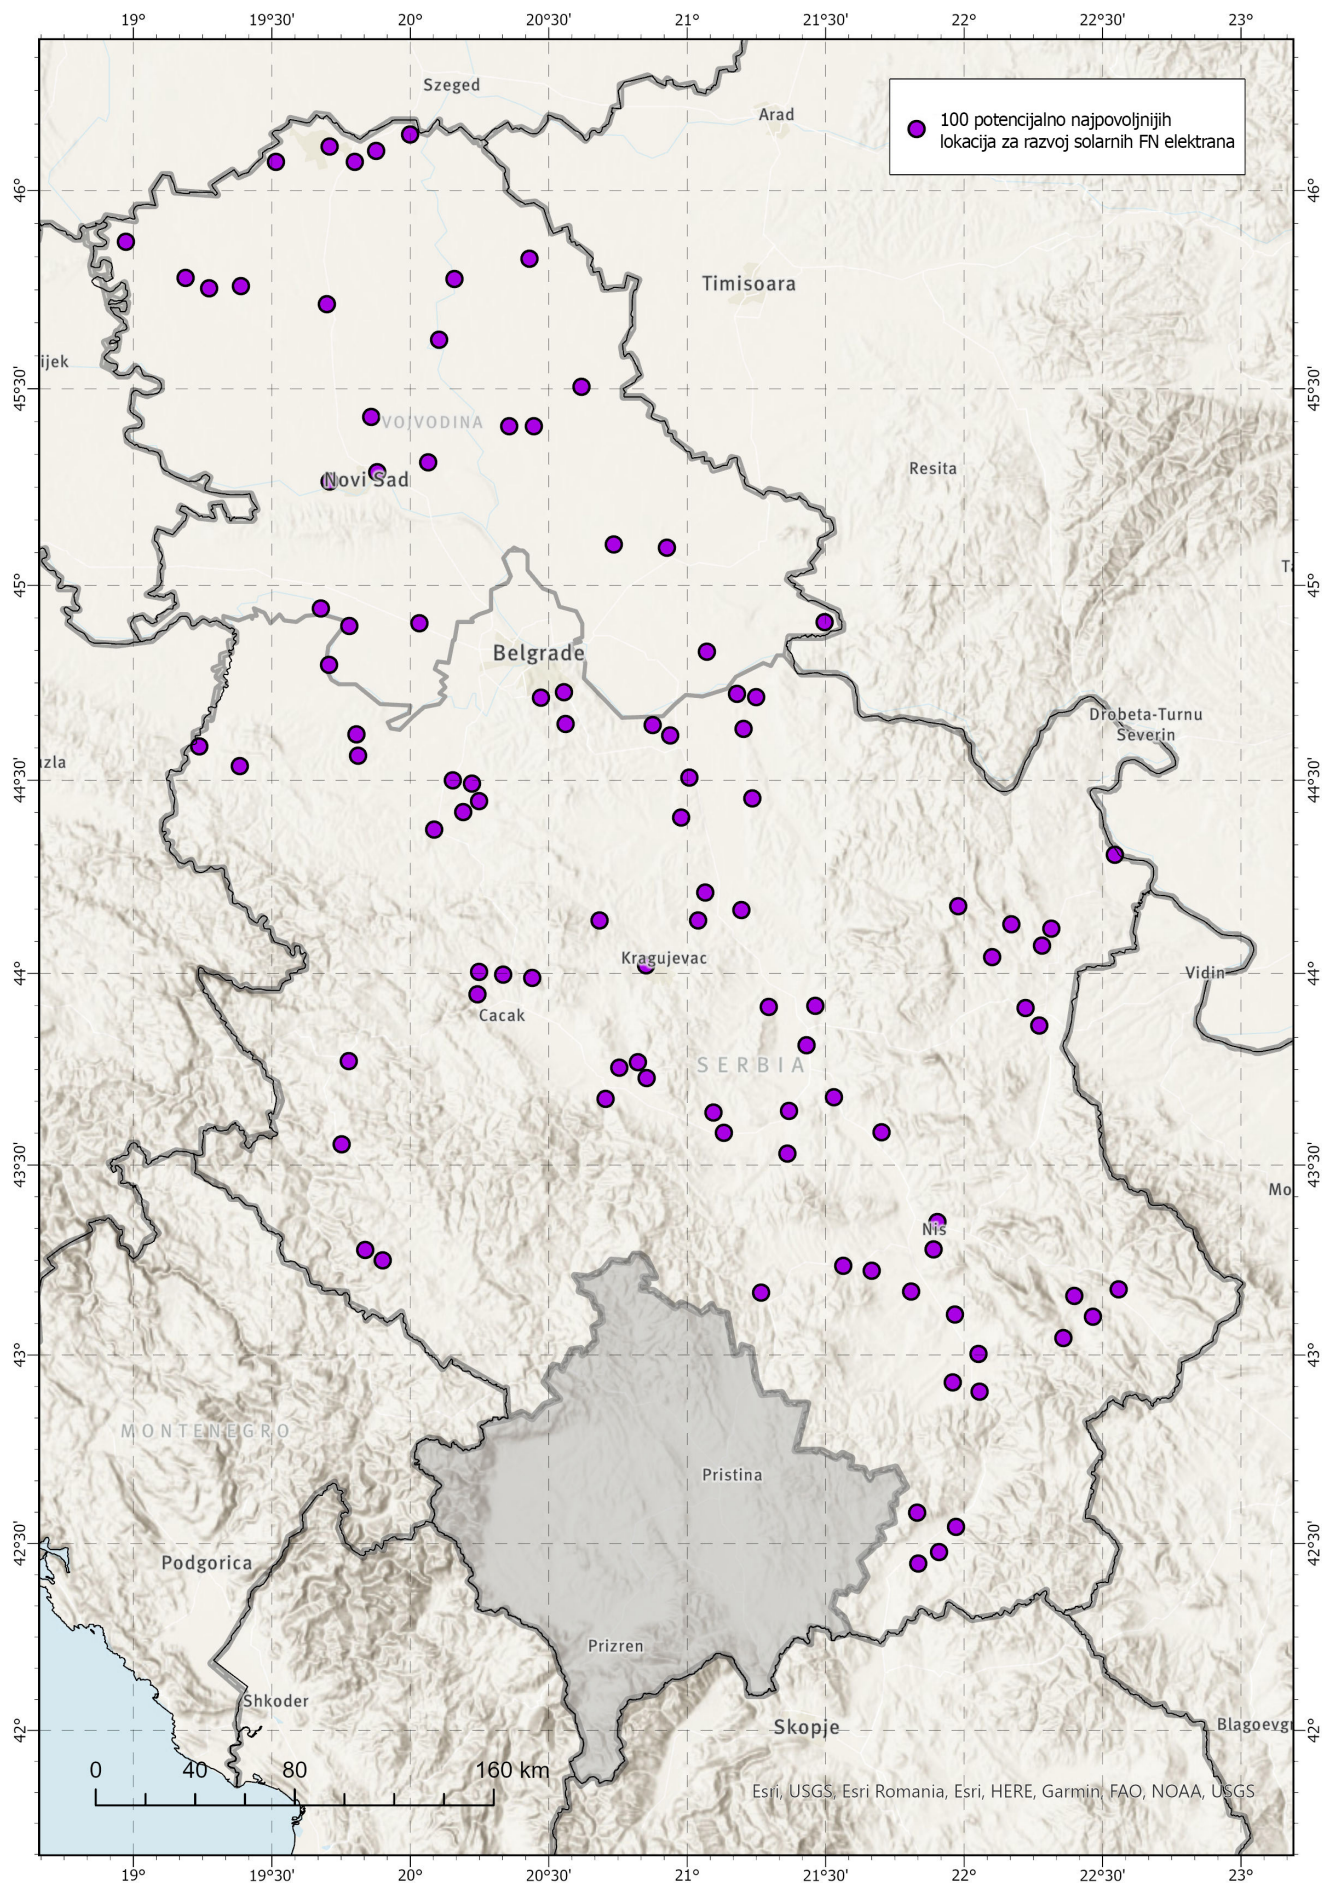 19° 19°30' 20° 20°30' 21° 21°30' 22° 22°30' 23°
Szeged
Arad
100 potencijalno najpovoljnijih
lokacija za razvoj solarnih FN elektrana
46° 46°
Timisoara
ijek
45°30' 45°30'
VOJVODINA
Resita
Novi Sad
45° 45°
Belgrade
Drobeta-Turnu
Severin
zla
44°30' 44°30'
Kragujevac
Vidin
44° 44°
Cacak
SERBIA
43°30' 43°30'
Mo
Nis
43° 43°
MONTENEGRO
Pristina
42°30' 42°30'
Podgorica
Prizren
Shkoder
Skopje
Blagoevgr
42° 42°
0 40 80 160 km
Esri, USGS, Esri Romania, Esri, HERE, Garmin, FAO, NOAA, USGS
19° 19°30' 20° 20°30' 21° 21°30' 22° 22°30' 23°